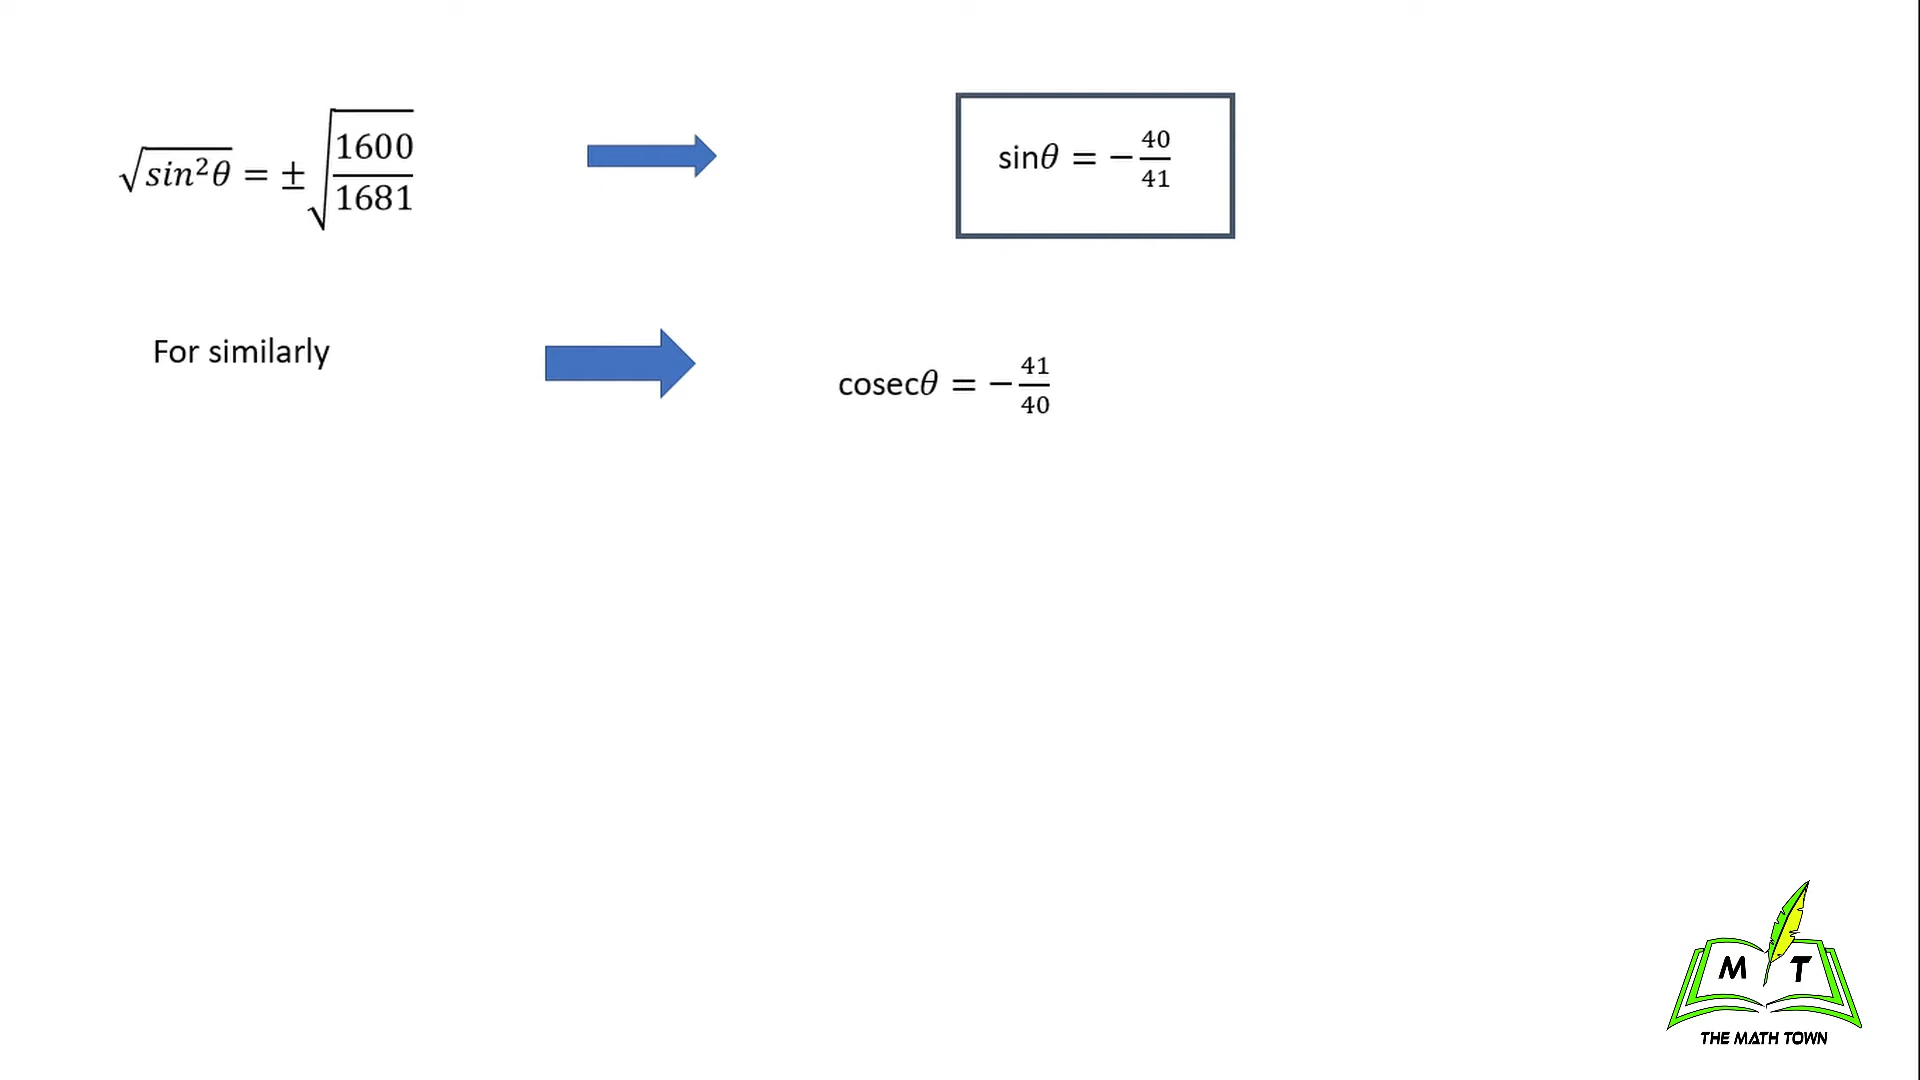 √sin²θ = ±√1600/1681
sinθ = −40/41
For similarly
cosecθ = −41/40
M T
THE MATH TOWN